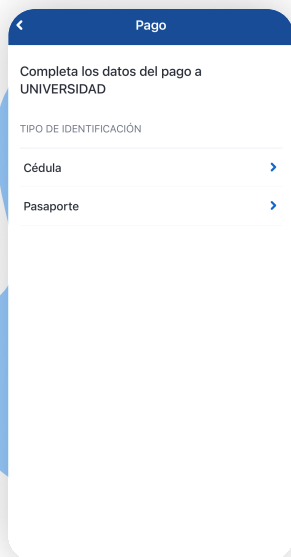 Pago
Completa los datos del pago a
UNIVERSIDAD
TIPO DE IDENTIFICACIÓN
Cédula
Pasaporte